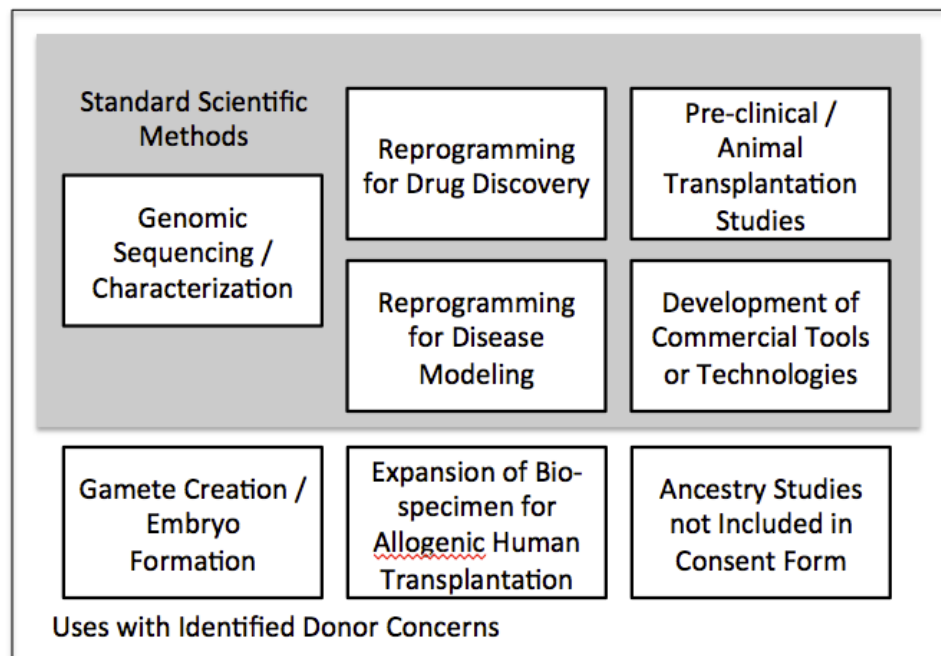 Standard Scientific
Methods
Genomic
Sequencing /
Characterization
Reprogramming
for Drug Discovery
Pre-clinical /
Animal
Transplantation
Studies
Reprogramming
for Disease
Modeling
Development of
Commercial Tools
or Technologies
Gamete Creation /
Embryo
Formation
Expansion of Bio-
specimen for
Allogenic Human
Transplantation
Ancestry Studies
not Included in
Consent Form
Uses with Identified Donor Concerns